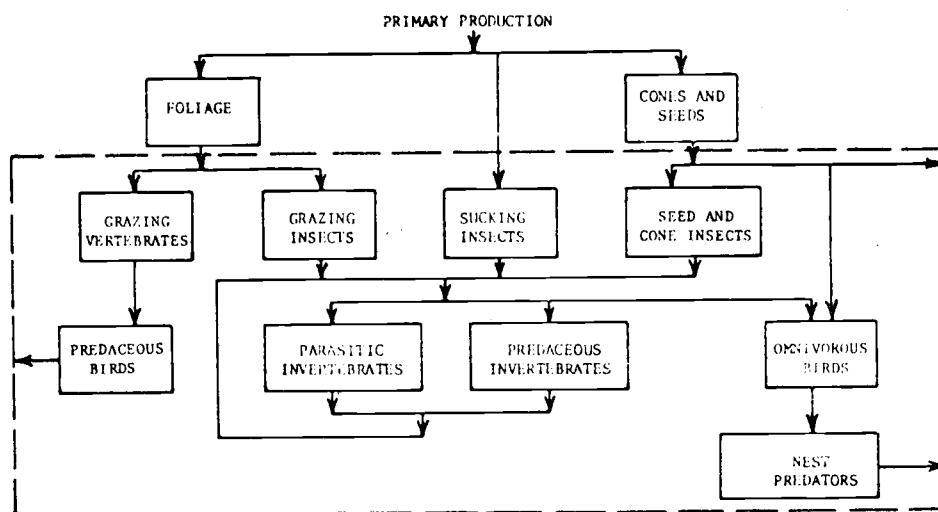 PRIMARY PRODUCTION
FOLIAGE
CONES AND
SEEDS
GRAZING
VERTEBRATES
GRAZING
INSECTS
SUCKING
INSECTS
SEED AND
CONE INSECTS
PREDACEOUS
BIRDS
PARASITIC
INVERTEBRATES
PREDACEOUS
INVERTEBRATES
OMNIVOROUS
BIRDS
NEST
PREDATORS